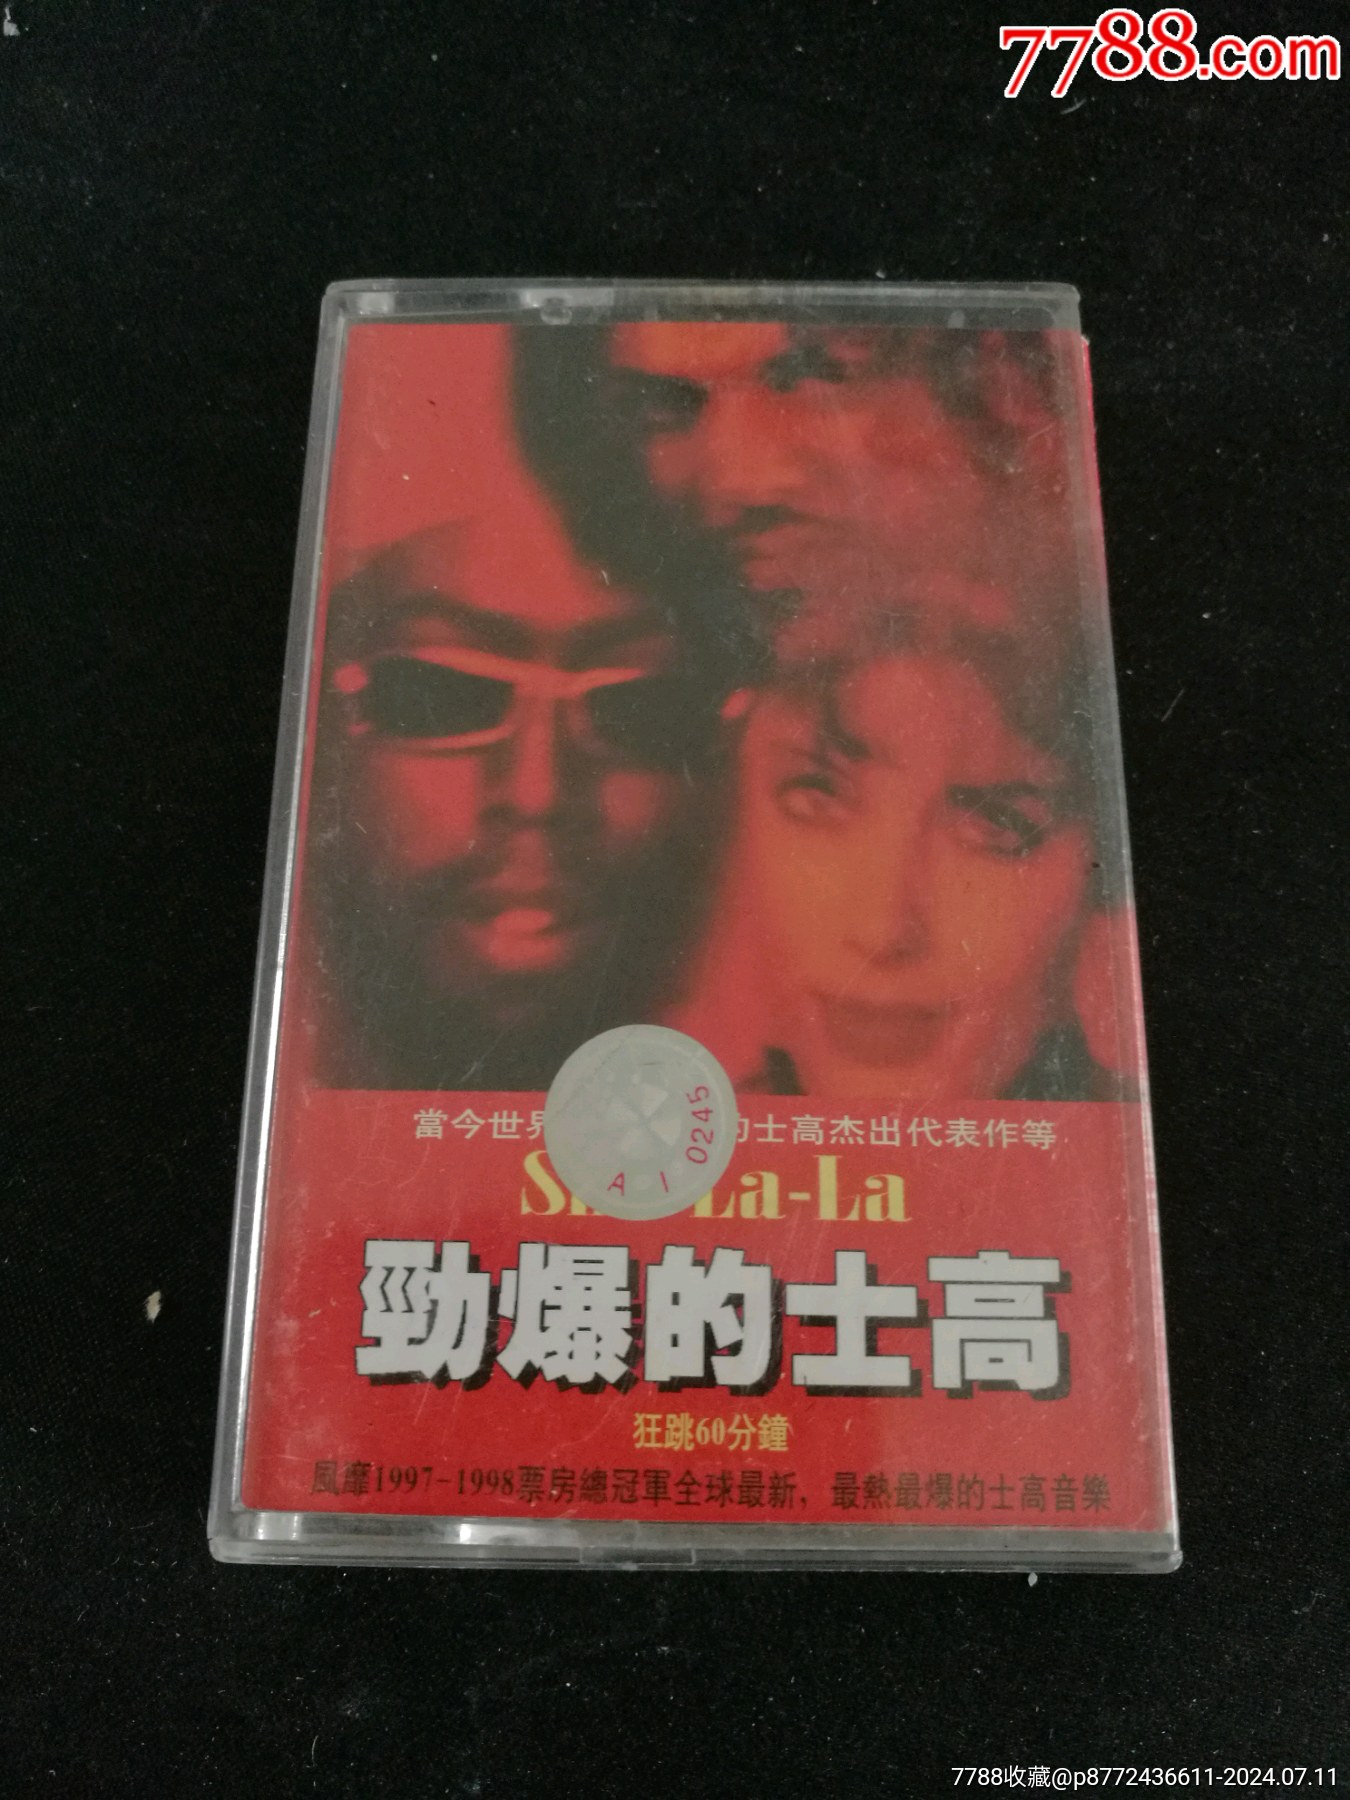 7788.com
當今世界的士高杰出代表作等
La-La
A I 0245
勁爆的士高
狂跳60分鐘
風靡1997-1998票房總冠軍全球最新，最熱最爆的士高音樂
7788收藏@p8772436611-2024.07.11